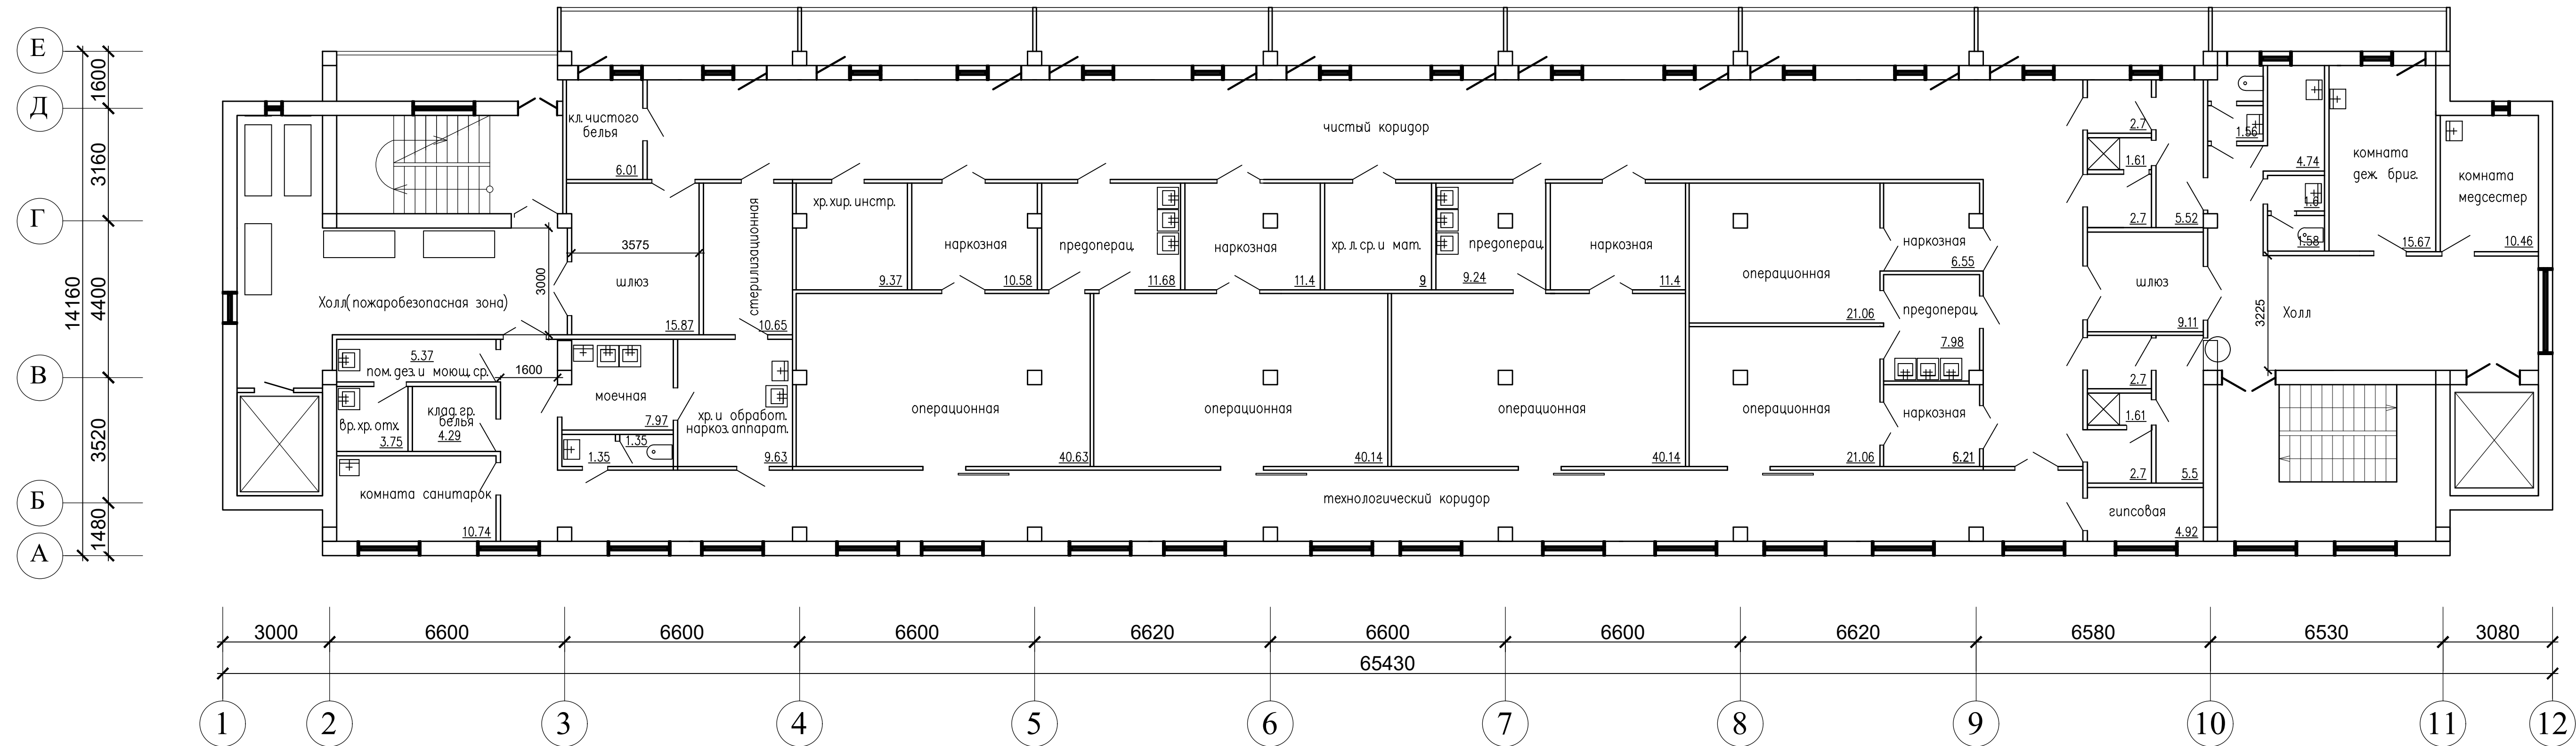 Е
Д
Г
В
Б
А
1600
3160
4400
3520
1480
14160
кл. чистого
белья
6.01
чистый коридор
3575
3000
шлюз
15.87
стерилизационная
10.65
хр. хир. инстр.
9.37
наркозная
10.58
предоперац.
11.68
наркозная
11.4
хр. л. ср. и мат.
9
предоперац.
9.24
наркозная
11.4
операционная
21.06
наркозная
6.55
предоперац.
7.98
наркозная
6.21
операционная
21.06
операционная
40.63
операционная
40.14
операционная
40.14
Холл(пожаробезопасная зона)
5.37
пом. дез. и моющ. ср.
1600
вр. хр. отх.
3.75
клад. гр.
белья
4.29
комната санитарок
10.74
моечная
7.97
1.35
1.35
хр. и обработ.
наркоз. аппарат.
9.63
технологический коридор
2.7
1.61
2.7
5.52
шлюз
9.11
2.7
1.61
2.7
5.5
гипсовая
4.92
1.56
4.74
1.6
1.58
комната
деж. бриг.
15.67
комната
медсестер
10.46
3225
Холл
3000
6600
6600
6600
6620
6600
6600
6620
6580
6530
3080
65430
1
2
3
4
5
6
7
8
9
10
11
12